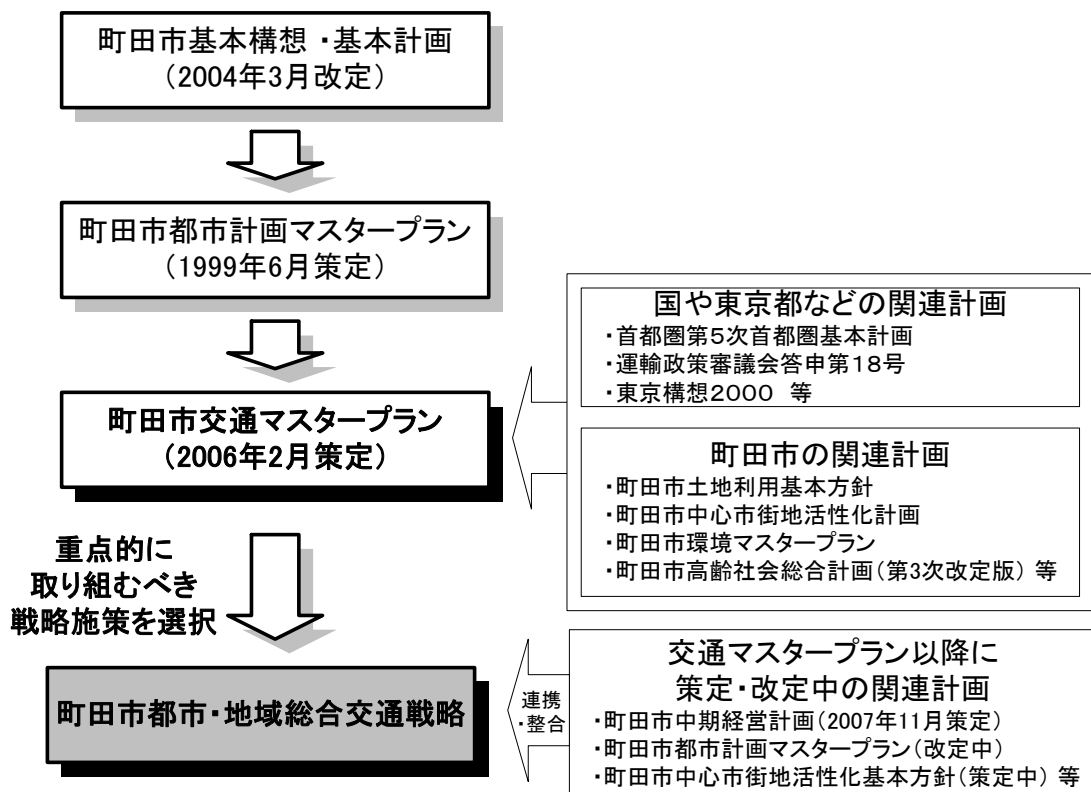 町田市基本構想・基本計画
（2004年3月改定）
町田市都市計画マスタープラン
（1999年6月策定）
町田市交通マスタープラン
（2006年2月策定）
国や東京都などの関連計画
・首都圏第5次首都圏基本計画
・運輸政策審議会答申第１８号
・東京構想２０００ 等
町田市の関連計画
・町田市土地利用基本方針
・町田市中心市街地活性化計画
・町田市環境マスタープラン
・町田市高齢社会総合計画（第3次改定版） 等
重点的に
取り組むべき
戦略施策を選択
町田市都市・地域総合交通戦略
連携
・整合
交通マスタープラン以降に
策定・改定中の関連計画
・町田市中期経営計画（2007年11月策定）
・町田市都市計画マスタープラン（改定中）
・町田市中心市街地活性化基本方針（策定中） 等